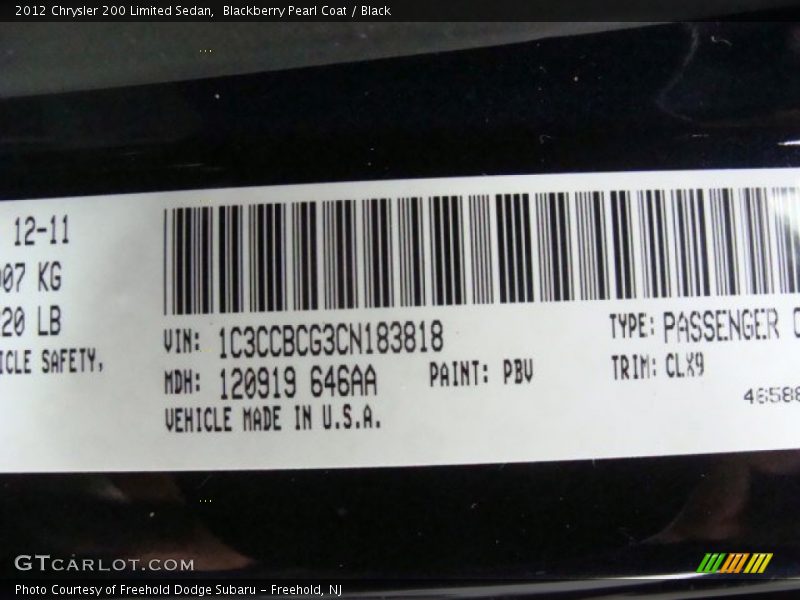 2012 Chrysler 200 Limited Sedan,  Blackberry Pearl Coat / Black
12-11
07 KG
20 LB
ICLE SAFETY,
VIN: 1C3CCBCG3CN183818
TYPE: PASSENGER
MDH: 120919 646AA
PAINT: PBV
TRIM: CLX9
VEHICLE MADE IN U.S.A.
4658
GTCARLOT.COM
Photo Courtesy of Freehold Dodge Subaru - Freehold, NJ